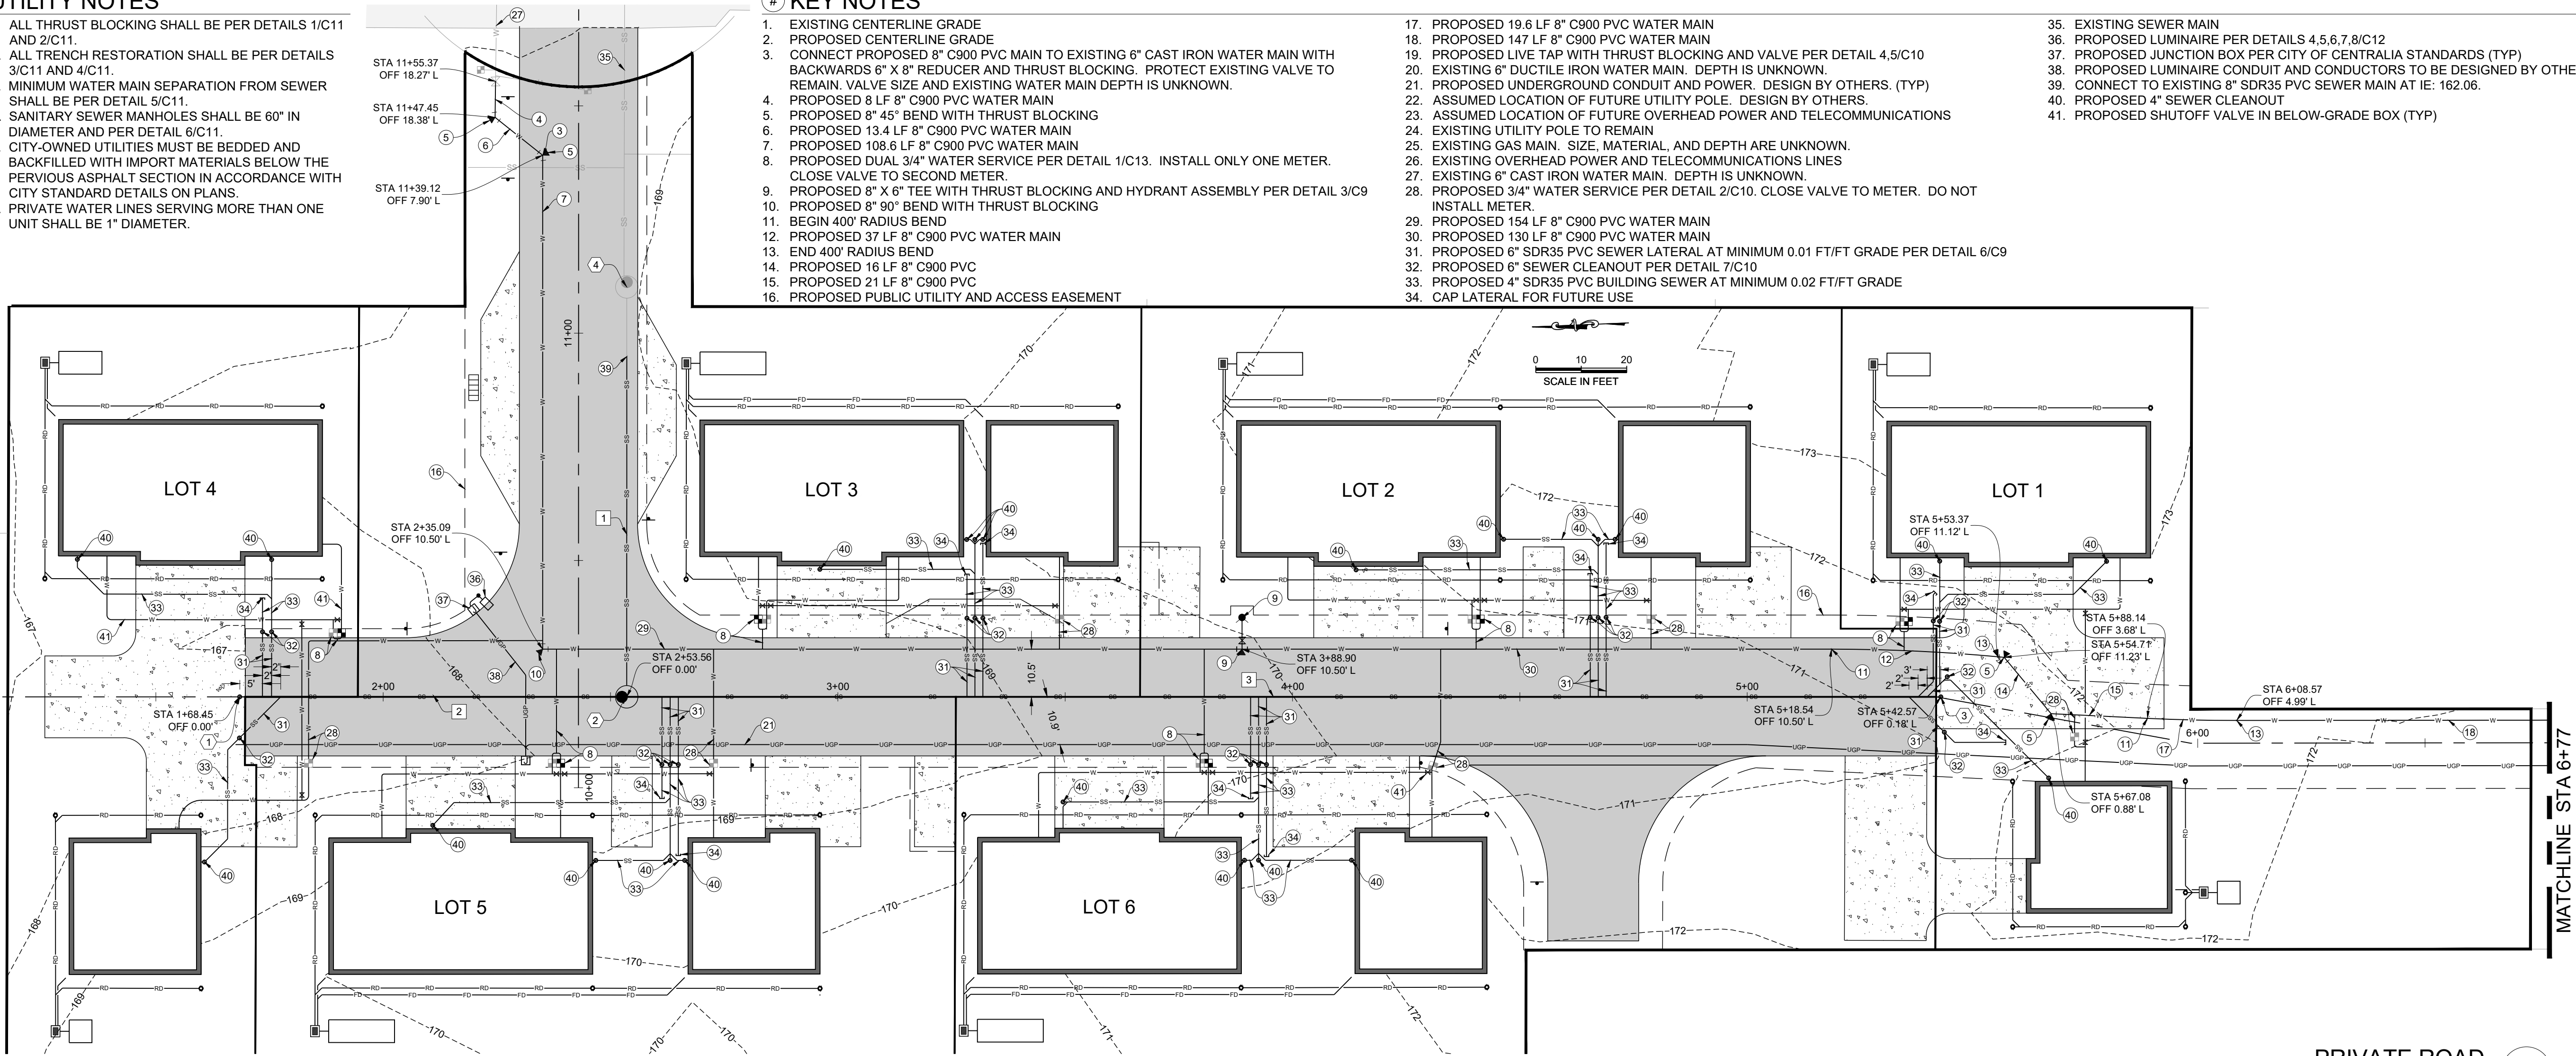 UTILITY NOTES
ALL THRUST BLOCKING SHALL BE PER DETAILS 1/C11
AND 2/C11.
ALL TRENCH RESTORATION SHALL BE PER DETAILS
3/C11 AND 4/C11.
MINIMUM WATER MAIN SEPARATION FROM SEWER
SHALL BE PER DETAIL 5/C11.
SANITARY SEWER MANHOLES SHALL BE 60" IN
DIAMETER AND PER DETAIL 6/C11.
CITY-OWNED UTILITIES MUST BE BEDDED AND
BACKFILLED WITH IMPORT MATERIALS BELOW THE
PERVIOUS ASPHALT SECTION IN ACCORDANCE WITH
CITY STANDARD DETAILS ON PLANS.
PRIVATE WATER LINES SERVING MORE THAN ONE
UNIT SHALL BE 1" DIAMETER.
# KEY NOTES
1. EXISTING CENTERLINE GRADE
2. PROPOSED CENTERLINE GRADE
3. CONNECT PROPOSED 8" C900 PVC MAIN TO EXISTING 6" CAST IRON WATER MAIN WITH
BACKWARDS 6" X 8" REDUCER AND THRUST BLOCKING. PROTECT EXISTING VALVE TO
REMAIN. VALVE SIZE AND EXISTING WATER MAIN DEPTH IS UNKNOWN.
4. PROPOSED 8 LF 8" C900 PVC WATER MAIN
5. PROPOSED 8" 45° BEND WITH THRUST BLOCKING
6. PROPOSED 13.4 LF 8" C900 PVC WATER MAIN
7. PROPOSED 108.6 LF 8" C900 PVC WATER MAIN
8. PROPOSED DUAL 3/4" WATER SERVICE PER DETAIL 1/C13. INSTALL ONLY ONE METER.
CLOSE VALVE TO SECOND METER.
9. PROPOSED 8" X 6" TEE WITH THRUST BLOCKING AND HYDRANT ASSEMBLY PER DETAIL 3/C9
10. PROPOSED 8" 90° BEND WITH THRUST BLOCKING
11. BEGIN 400' RADIUS BEND
12. PROPOSED 37 LF 8" C900 PVC WATER MAIN
13. END 400' RADIUS BEND
14. PROPOSED 16 LF 8" C900 PVC
15. PROPOSED 21 LF 8" C900 PVC
16. PROPOSED PUBLIC UTILITY AND ACCESS EASEMENT
17. PROPOSED 19.6 LF 8" C900 PVC WATER MAIN
18. PROPOSED 147 LF 8" C900 PVC WATER MAIN
19. PROPOSED LIVE TAP WITH THRUST BLOCKING AND VALVE PER DETAIL 4,5/C10
20. EXISTING 6" DUCTILE IRON WATER MAIN. DEPTH IS UNKNOWN.
21. PROPOSED UNDERGROUND CONDUIT AND POWER. DESIGN BY OTHERS. (TYP)
22. ASSUMED LOCATION OF FUTURE UTILITY POLE. DESIGN BY OTHERS.
23. ASSUMED LOCATION OF FUTURE OVERHEAD POWER AND TELECOMMUNICATIONS
24. EXISTING UTILITY POLE TO REMAIN
25. EXISTING GAS MAIN. SIZE, MATERIAL, AND DEPTH ARE UNKNOWN.
26. EXISTING OVERHEAD POWER AND TELECOMMUNICATIONS LINES
27. EXISTING 6" CAST IRON WATER MAIN. DEPTH IS UNKNOWN.
28. PROPOSED 3/4" WATER SERVICE PER DETAIL 2/C10. CLOSE VALVE TO METER. DO NOT
INSTALL METER.
29. PROPOSED 154 LF 8" C900 PVC WATER MAIN
30. PROPOSED 130 LF 8" C900 PVC WATER MAIN
31. PROPOSED 6" SDR35 PVC SEWER LATERAL AT MINIMUM 0.01 FT/FT GRADE PER DETAIL 6/C9
32. PROPOSED 6" SEWER CLEANOUT PER DETAIL 7/C10
33. PROPOSED 4" SDR35 PVC BUILDING SEWER AT MINIMUM 0.02 FT/FT GRADE
34. CAP LATERAL FOR FUTURE USE
35. EXISTING SEWER MAIN
36. PROPOSED LUMINAIRE PER DETAILS 4,5,6,7,8/C12
37. PROPOSED JUNCTION BOX PER CITY OF CENTRALIA STANDARDS (TYP)
38. PROPOSED LUMINAIRE CONDUIT AND CONDUCTORS TO BE DESIGNED BY OTHE
39. CONNECT TO EXISTING 8" SDR35 PVC SEWER MAIN AT IE: 162.06.
40. PROPOSED 4" SEWER CLEANOUT
41. PROPOSED SHUTOFF VALVE IN BELOW-GRADE BOX (TYP)
STA 11+55.37
OFF 18.27' L
STA 11+47.45
OFF 18.38' L
STA 11+39.12
OFF 7.90' L
11+00
0 10 20
SCALE IN FEET
LOT 4
LOT 3
LOT 2
LOT 1
STA 2+35.09
OFF 10.50' L
STA 2+53.56
OFF 0.00'
STA 3+88.90
OFF 10.50' L
STA 5+53.37
OFF 11.12' L
STA 5+88.14
OFF 3.68' L
STA 5+54.71
OFF 11.23' L
STA 6+08.57
OFF 4.99' L
STA 1+68.45
OFF 0.00'
2+00
3+00
4+00
5+00
6+00
10.5'
10.9'
STA 5+18.54
OFF 10.50' L
STA 5+42.57
OFF 0.18' L
STA 5+67.08
OFF 0.88' L
10+00
LOT 5
LOT 6
MATCHLINE STA 6+77
PRIVATE ROAD